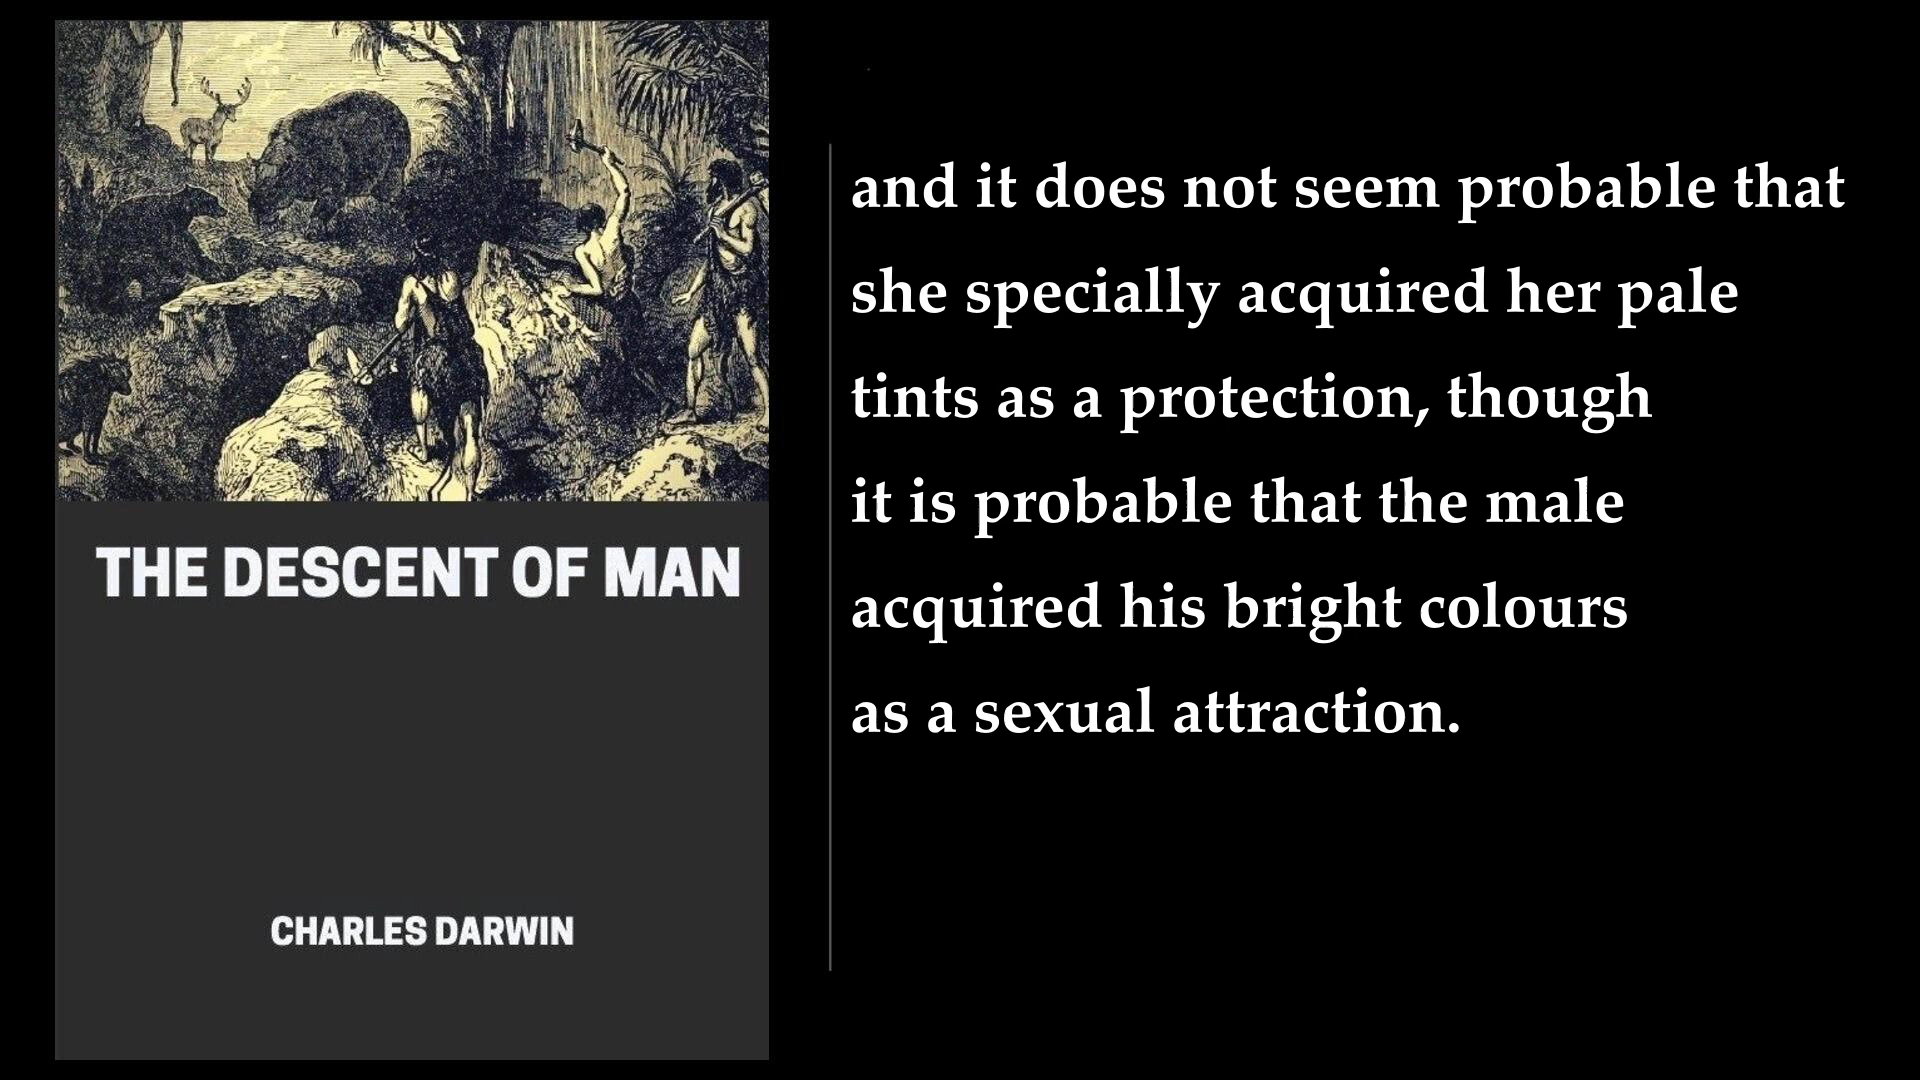 THE DESCENT OF MAN
CHARLES DARWIN
and it does not seem probable that
she specially acquired her pale
tints as a protection, though
it is probable that the male
acquired his bright colours
as a sexual attraction.